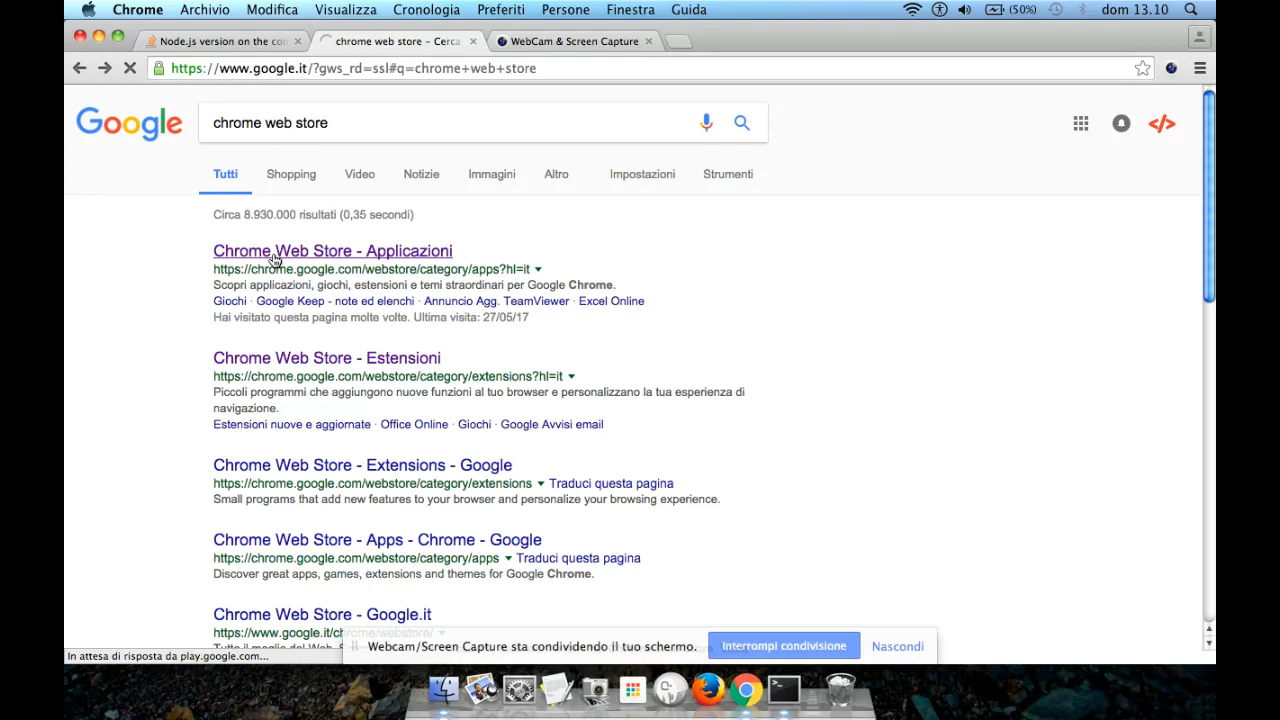 Chrome Archivio Modifica Visualizza Cronologia Preferiti Persone Finestra Guida (50%) dom 13.10
Node.js version on the con chrome web store – Cerca WebCam & Screen Capture
https://www.google.it/?gws_rd=ssl#q=chrome+web+store
Google chrome web store </>
Tutti Shopping Video Notizie Immagini Altro Impostazioni Strumenti
Circa 8.930.000 risultati (0,35 secondi)
Chrome Web Store - Applicazioni
https://chrome.google.com/webstore/category/apps?hl=it
Scopri applicazioni, giochi, estensioni e temi straordinari per Google Chrome.
Giochi · Google Keep - note ed elenchi · Annuncio Agg. TeamViewer · Excel Online
Hai visitato questa pagina molte volte. Ultima visita: 27/05/17
Chrome Web Store - Estensioni
https://chrome.google.com/webstore/category/extensions?hl=it
Piccoli programmi che aggiungono nuove funzioni al tuo browser e personalizzano la tua esperienza di
navigazione.
Estensioni nuove e aggiornate · Office Online · Giochi · Google Avvisi email
Chrome Web Store - Extensions - Google
https://chrome.google.com/webstore/category/extensions Traduci questa pagina
Small programs that add new features to your browser and personalize your browsing experience.
Chrome Web Store - Apps - Chrome - Google
https://chrome.google.com/webstore/category/apps Traduci questa pagina
Discover great apps, games, extensions and themes for Google Chrome.
Chrome Web Store - Google.it
https://www.google.it/chrome/webstore/
Webcam/Screen Capture sta condividendo il tuo schermo. Interrompi condivisione Nascondi
In attesa di risposta da play.google.com...